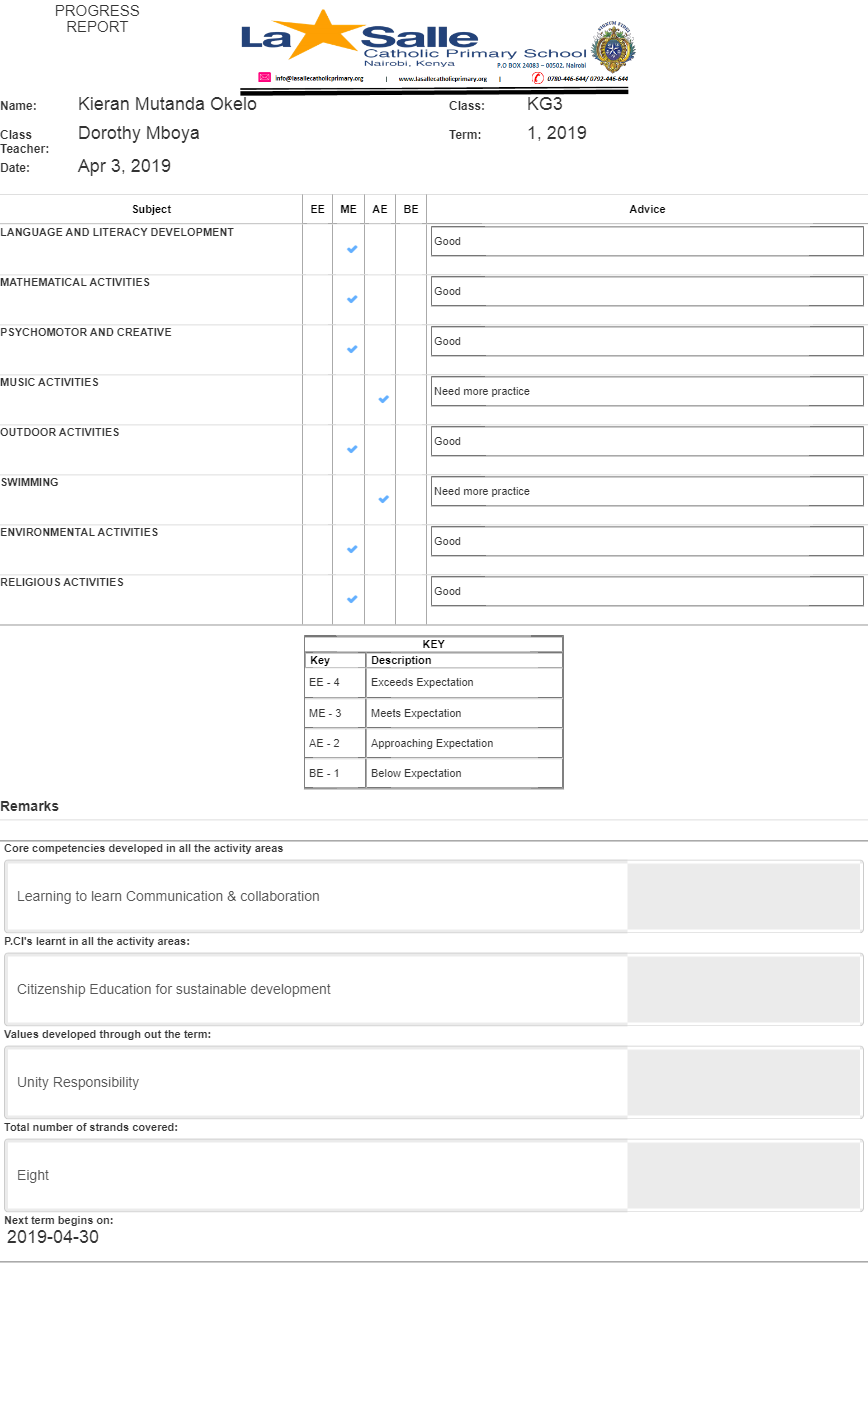 PROGRESS
REPORT
La Salle
Catholic Primary School
Nairobi, Kenya
P.O BOX 24083 – 00502, Nairobi
info@lasallecatholicprimary.org | www.lasallecatholicprimary.org | 0780-446-644/ 0792-446-644
Name: Kieran Mutanda Okelo Class: KG3
Class Teacher: Dorothy Mboya Term: 1, 2019
Date: Apr 3, 2019
Subject EE ME AE BE Advice
LANGUAGE AND LITERACY DEVELOPMENT Good
MATHEMATICAL ACTIVITIES Good
PSYCHOMOTOR AND CREATIVE Good
MUSIC ACTIVITIES Need more practice
OUTDOOR ACTIVITIES Good
SWIMMING Need more practice
ENVIRONMENTAL ACTIVITIES Good
RELIGIOUS ACTIVITIES Good
KEY
Key Description
EE - 4 Exceeds Expectation
ME - 3 Meets Expectation
AE - 2 Approaching Expectation
BE - 1 Below Expectation
Remarks
Core competencies developed in all the activity areas
Learning to learn Communication & collaboration
P.CI's learnt in all the activity areas:
Citizenship Education for sustainable development
Values developed through out the term:
Unity Responsibility
Total number of strands covered:
Eight
Next term begins on:
2019-04-30